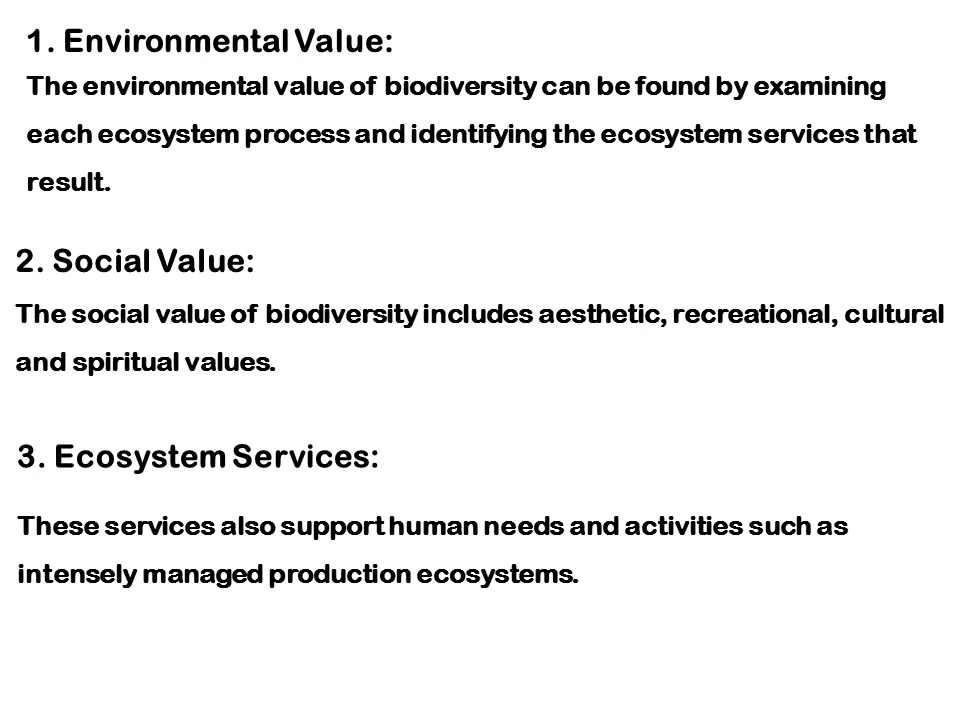 1. Environmental Value:
The environmental value of biodiversity can be found by examining
each ecosystem process and identifying the ecosystem services that
result.
2. Social Value:
The social value of biodiversity includes aesthetic, recreational, cultural
and spiritual values.
3. Ecosystem Services:
These services also support human needs and activities such as
intensely managed production ecosystems.